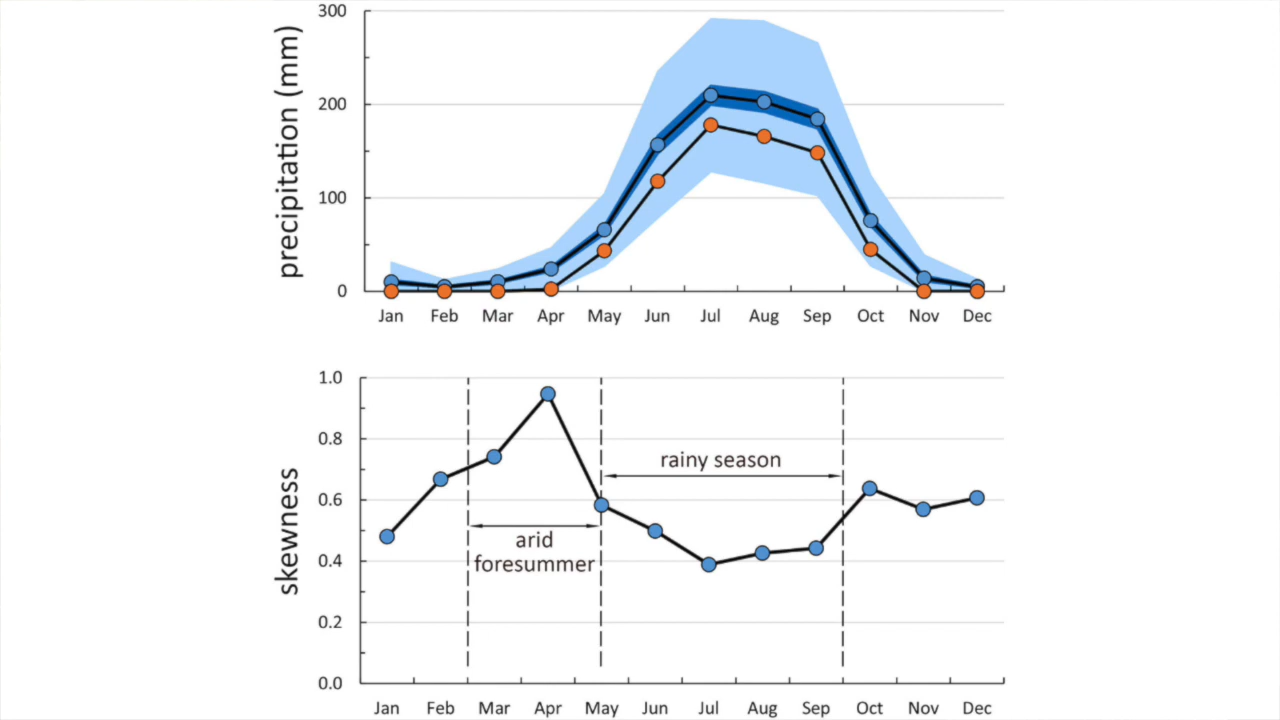 precipitation (mm)
300
200
100
0
Jan Feb Mar Apr May Jun Jul Aug Sep Oct Nov Dec
skewness
1.0
0.8
0.6
0.4
0.2
0.0
rainy season
arid
foresummer
Jan Feb Mar Apr May Jun Jul Aug Sep Oct Nov Dec